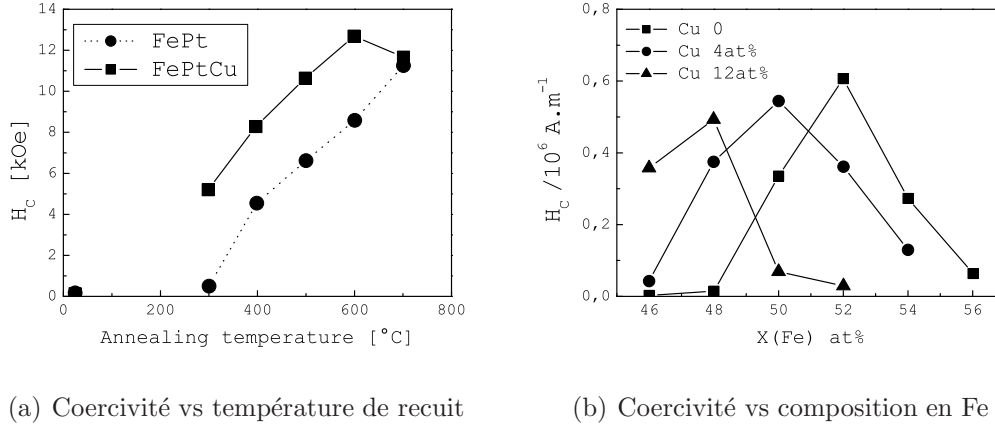 14
12
10
8
6
4
2
0
H_C [kOe]
FePt
FePtCu
0
200
400
600
800
Annealing temperature [°C]
(a) Coercivité vs température de recuit
0,8
0,6
0,4
0,2
0,0
H_C /10^6 A.m^-1
Cu 0
Cu 4at%
Cu 12at%
46
48
50
52
54
56
X(Fe) at%
(b) Coercivité vs composition en Fe